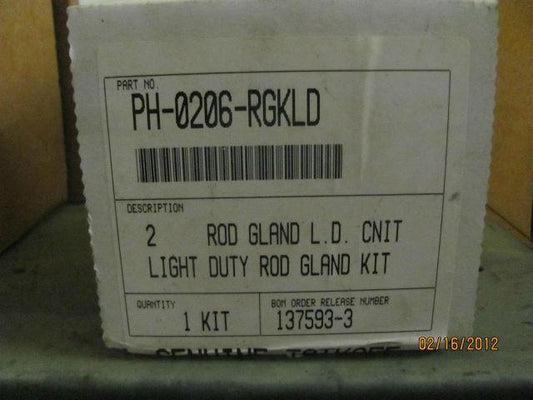 PART NO.
PH-0206-RGKLD
DESCRIPTION
2 ROD GLAND L.D. CNIT
LIGHT DUTY ROD GLAND KIT
QUANTITY
1 KIT
BOM ORDER RELEASE NUMBER
137593-3
GENUINE
02/16/2012